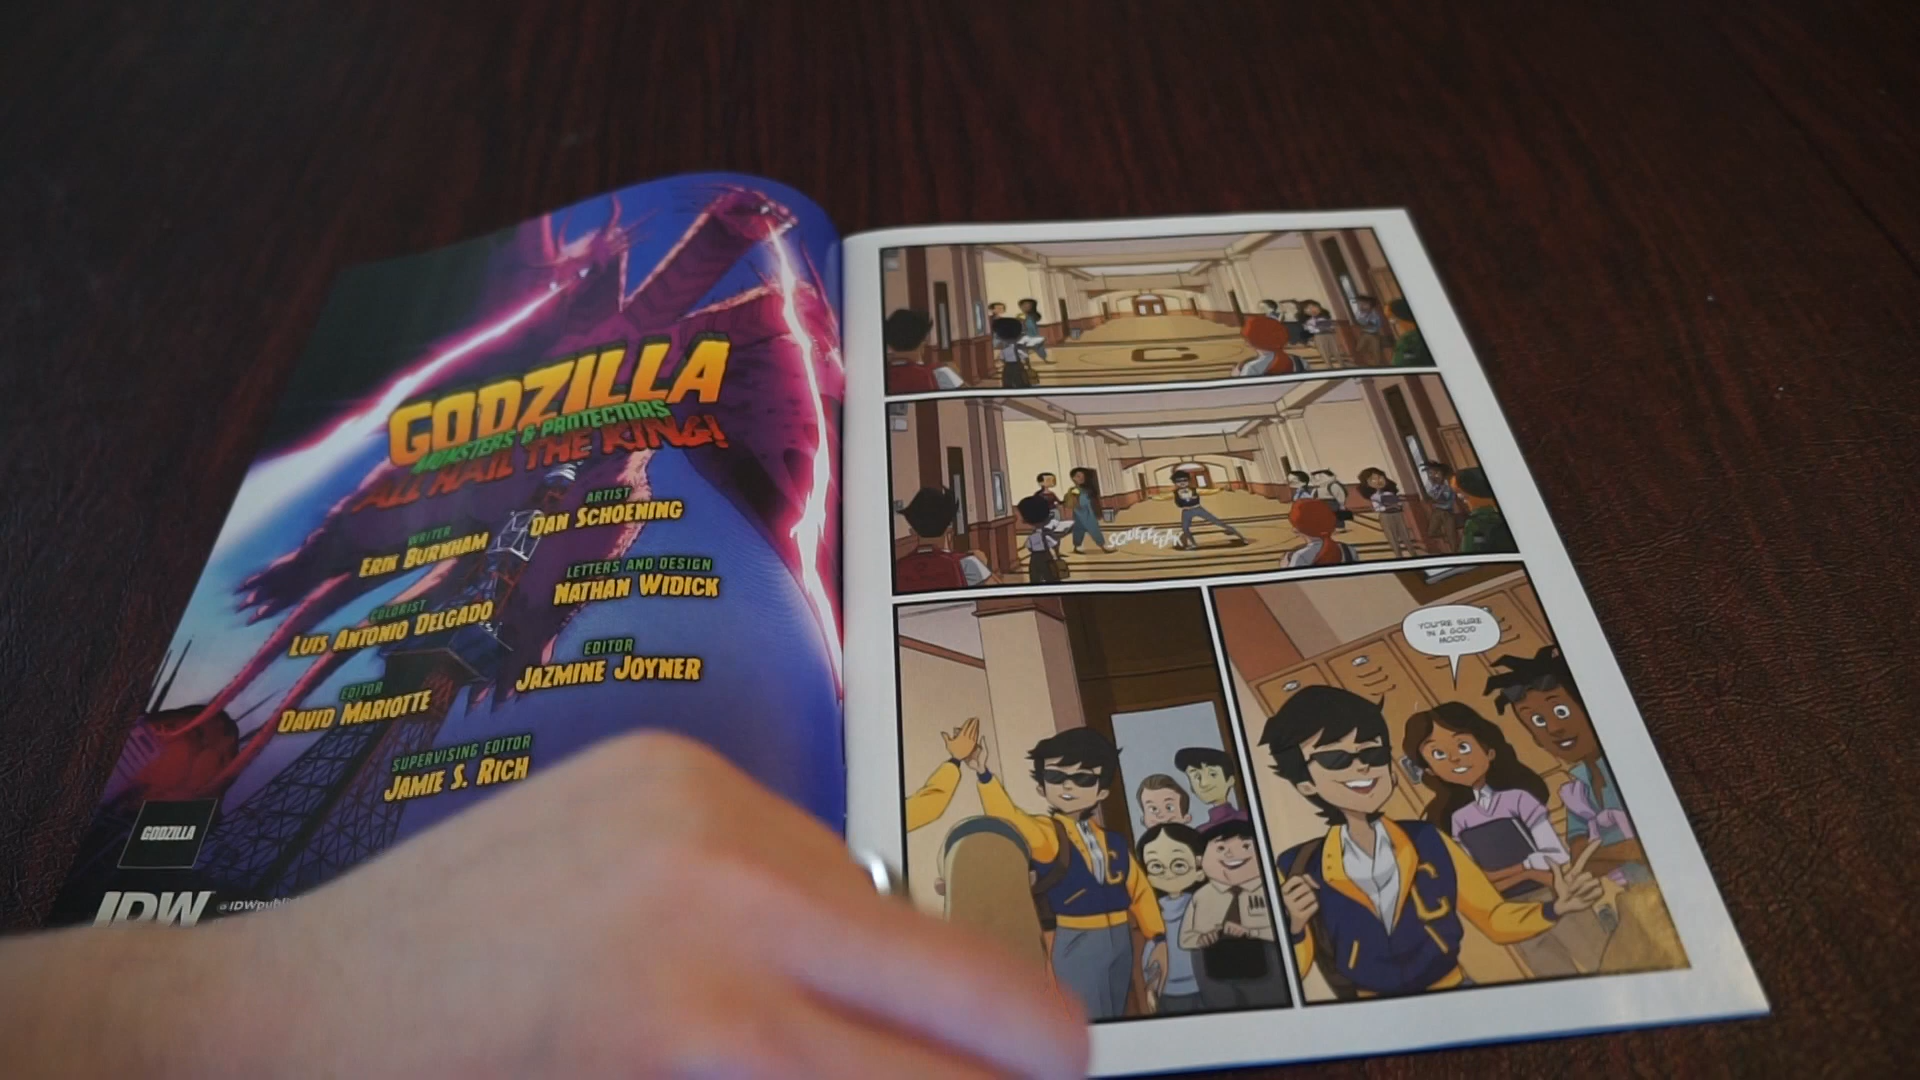 GODZILLA
MONSTERS & PROTECTORS
ALL HAIL THE KING!
ARTIST
DAN SCHOENING
WRITER
ERIK BURNHAM
LETTERS AND DESIGN
NATHAN WIDICK
COLORIST
LUIS ANTONIO DELGADO
EDITOR
JAZMINE JOYNER
EDITOR
DAVID MARIOTTE
SUPERVISING EDITOR
JAMIE S. RICH
GODZILLA
IDW
C
SQUEEEEEAK
YOU'RE SURE
IN A GOOD
MOOD.
C
C